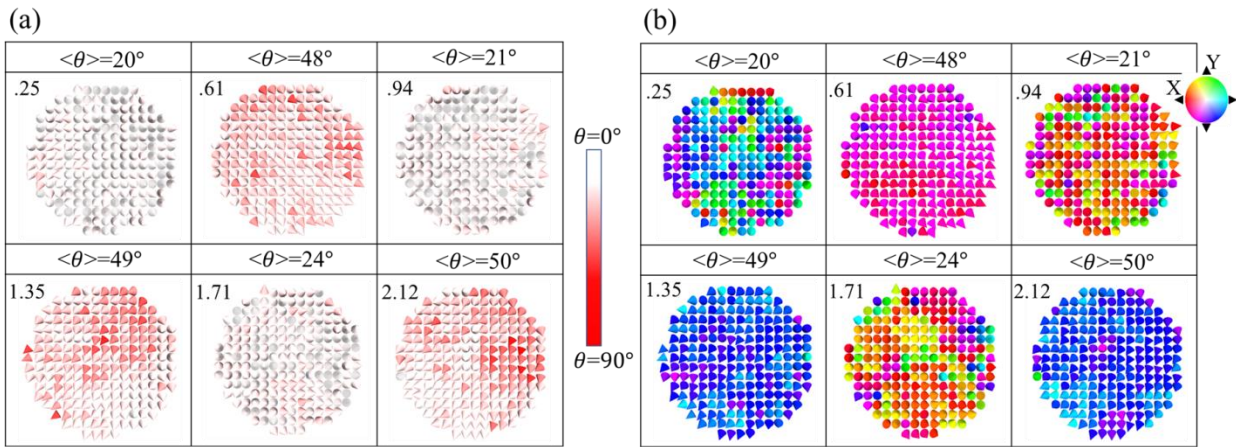 (a)
<θ>=20° <θ>=48° <θ>=21°
.25 .61 .94
<θ>=49° <θ>=24° <θ>=50°
1.35 1.71 2.12
θ=0°
θ=90°
(b)
<θ>=20° <θ>=48° <θ>=21°
.25 .61 .94
<θ>=49° <θ>=24° <θ>=50°
1.35 1.71 2.12
Y
X